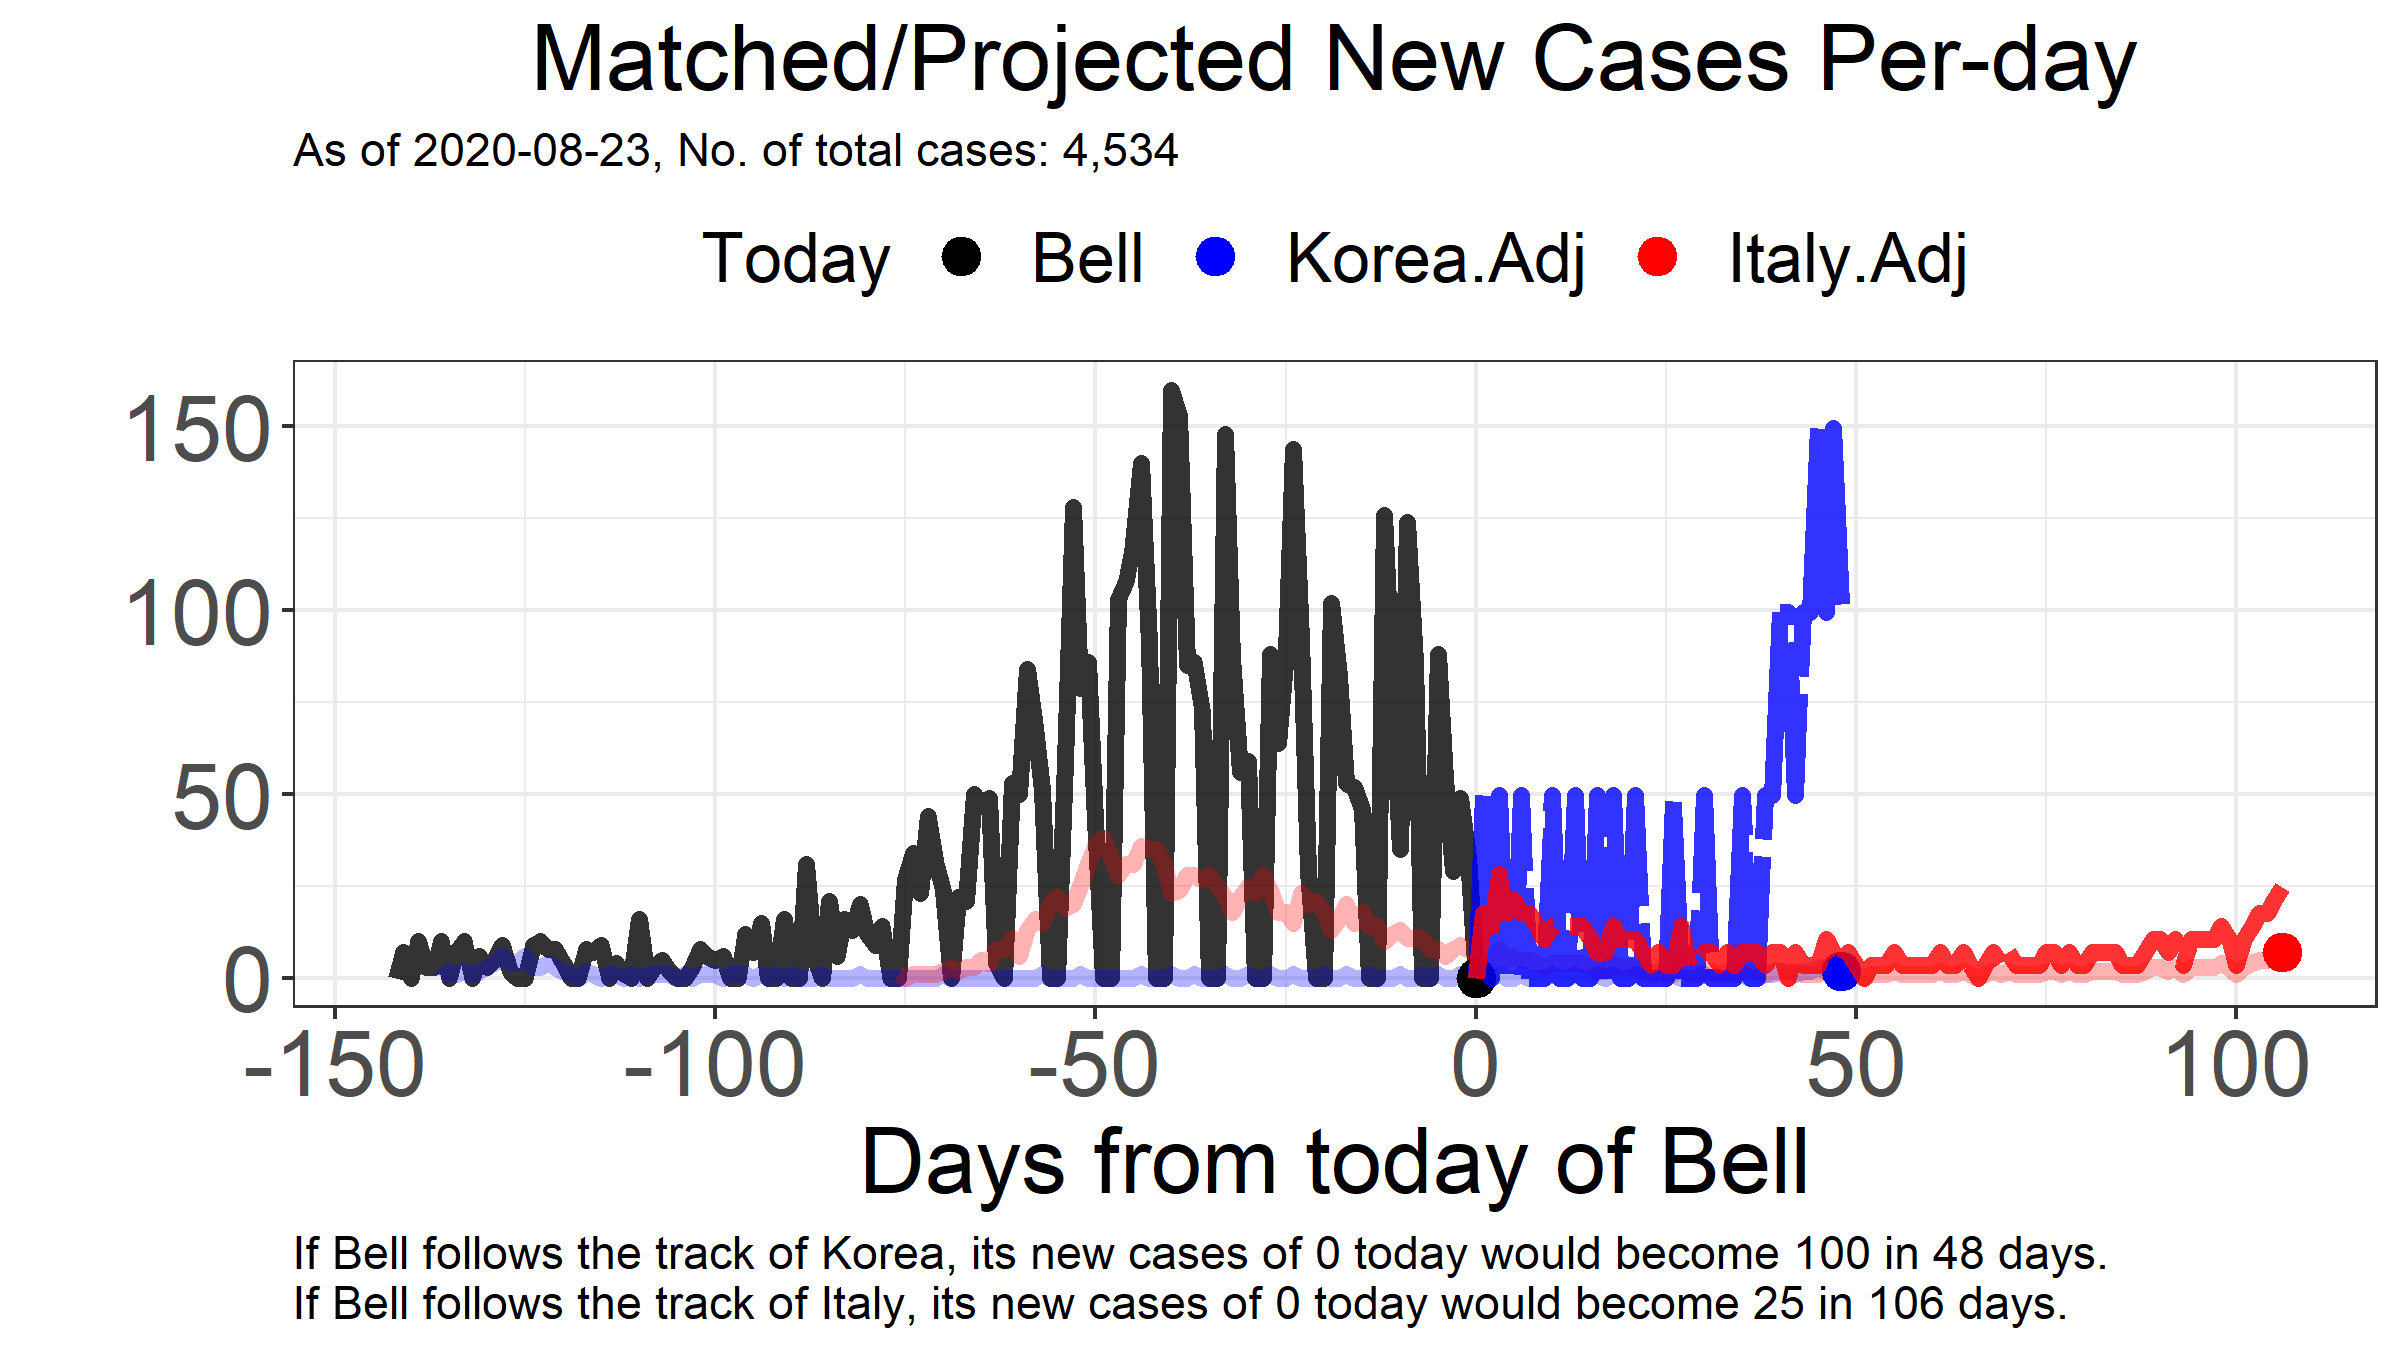 Matched/Projected New Cases Per-day
As of 2020-08-23, No. of total cases: 4,534
Today Bell Korea.Adj Italy.Adj
150
100
50
0
-150 -100 -50 0 50 100
Days from today of Bell
If Bell follows the track of Korea, its new cases of 0 today would become 100 in 48 days.
If Bell follows the track of Italy, its new cases of 0 today would become 25 in 106 days.